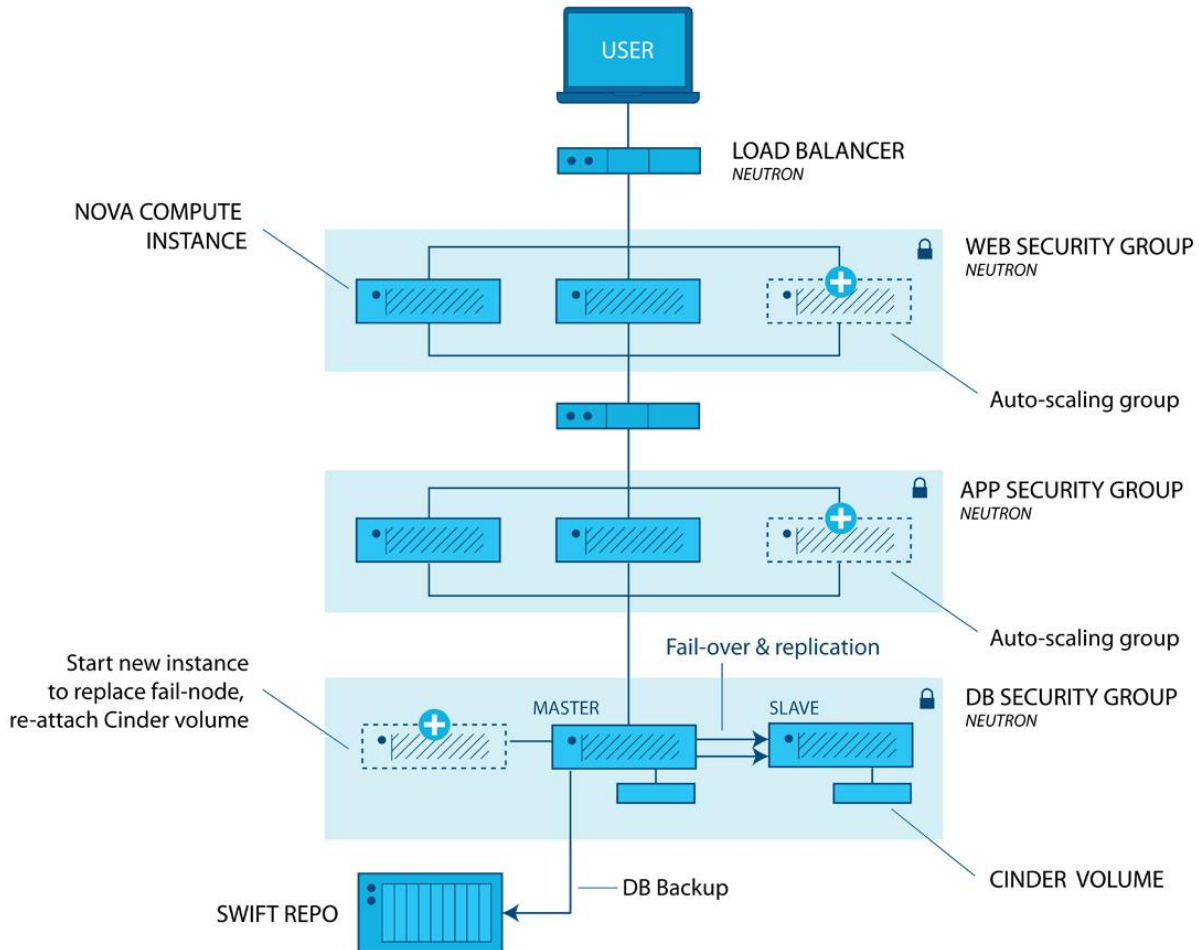 USER
LOAD BALANCER
NEUTRON
NOVA COMPUTE
INSTANCE
WEB SECURITY GROUP
NEUTRON
Auto-scaling group
APP SECURITY GROUP
NEUTRON
Auto-scaling group
Fail-over & replication
Start new instance
to replace fail-node,
re-attach Cinder volume
MASTER
SLAVE
DB SECURITY GROUP
NEUTRON
CINDER VOLUME
DB Backup
SWIFT REPO